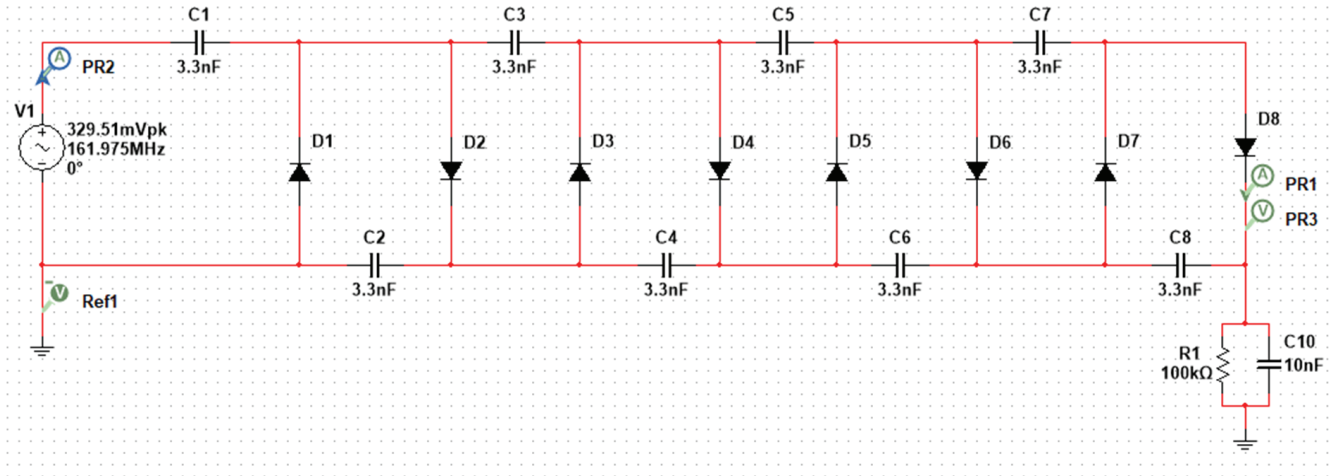 C1
3.3nF
C3
3.3nF
C5
3.3nF
C7
3.3nF
A
PR2
V1
329.51mVpk
161.975MHz
0°
D1
D2
D3
D4
D5
D6
D7
D8
A
PR1
V
PR3
C2
3.3nF
C4
3.3nF
C6
3.3nF
C8
3.3nF
V
Ref1
R1
100kΩ
C10
10nF